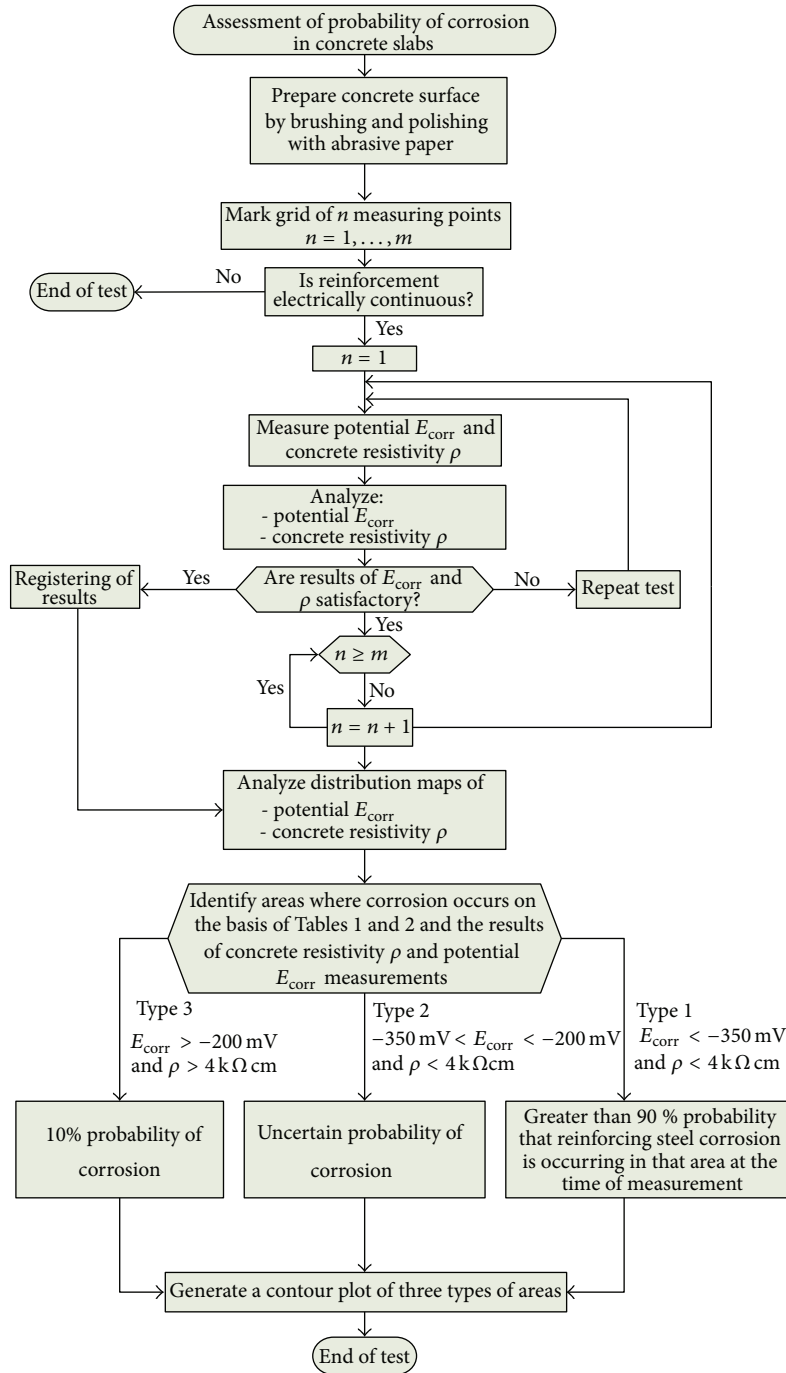 Assessment of probability of corrosion
in concrete slabs
Prepare concrete surface
by brushing and polishing
with abrasive paper
Mark grid of n measuring points
n = 1, . . . , m
No
End of test
Is reinforcement
electrically continuous?
Yes
n = 1
Measure potential E_corr and
concrete resistivity ρ
Analyze:
- potential E_corr
- concrete resistivity ρ
Registering of
results
Yes
Are results of E_corr and
ρ satisfactory?
No
Repeat test
Yes
n ≥ m
Yes
No
n = n + 1
Analyze distribution maps of
- potential E_corr
- concrete resistivity ρ
Identify areas where corrosion occurs on
the basis of Tables 1 and 2 and the results
of concrete resistivity ρ and potential
E_corr measurements
Type 3
E_corr > −200 mV
and ρ > 4 k Ω cm
Type 2
−350 mV < E_corr < −200 mV
and ρ < 4 k Ω cm
Type 1
E_corr < −350 mV
and ρ < 4 k Ω cm
10% probability of
corrosion
Uncertain probability of
corrosion
Greater than 90 % probability
that reinforcing steel corrosion
is occurring in that area at the
time of measurement
Generate a contour plot of three types of areas
End of test